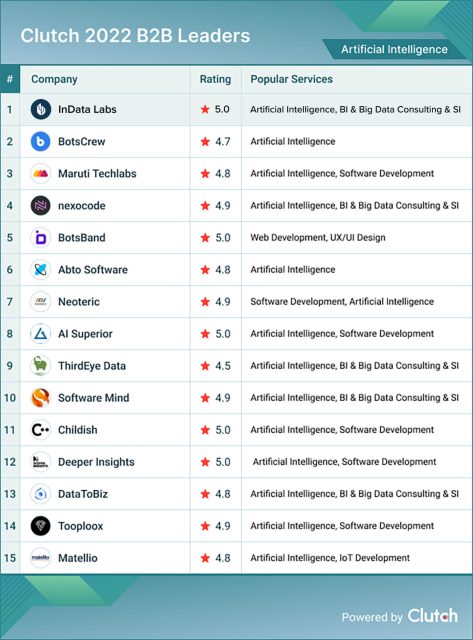 Clutch 2022 B2B Leaders
Artificial Intelligence
# Company Rating Popular Services
1 InData Labs 5.0 Artificial Intelligence, BI & Big Data Consulting & SI
2 BotsCrew 4.7 Artificial Intelligence
3 Maruti Techlabs 4.8 Artificial Intelligence, Software Development
4 nexocode 4.9 Artificial Intelligence, BI & Big Data Consulting & SI
5 BotsBand 5.0 Web Development, UX/UI Design
6 Abto Software 4.8 Artificial Intelligence
7 Neoteric 4.9 Software Development, Artificial Intelligence
8 AI Superior 5.0 Artificial Intelligence, Software Development
9 ThirdEye Data 4.5 Artificial Intelligence, BI & Big Data Consulting & SI
10 Software Mind 4.9 Artificial Intelligence, BI & Big Data Consulting & SI
11 Childish 5.0 Artificial Intelligence, Software Development
12 Deeper Insights 5.0 Artificial Intelligence, Software Development
13 DataToBiz 4.8 Artificial Intelligence, BI & Big Data Consulting & SI
14 Tooploox 4.9 Artificial Intelligence, Software Development
15 matellio Matellio 4.8 Artificial Intelligence, IoT Development
Powered by Clutch